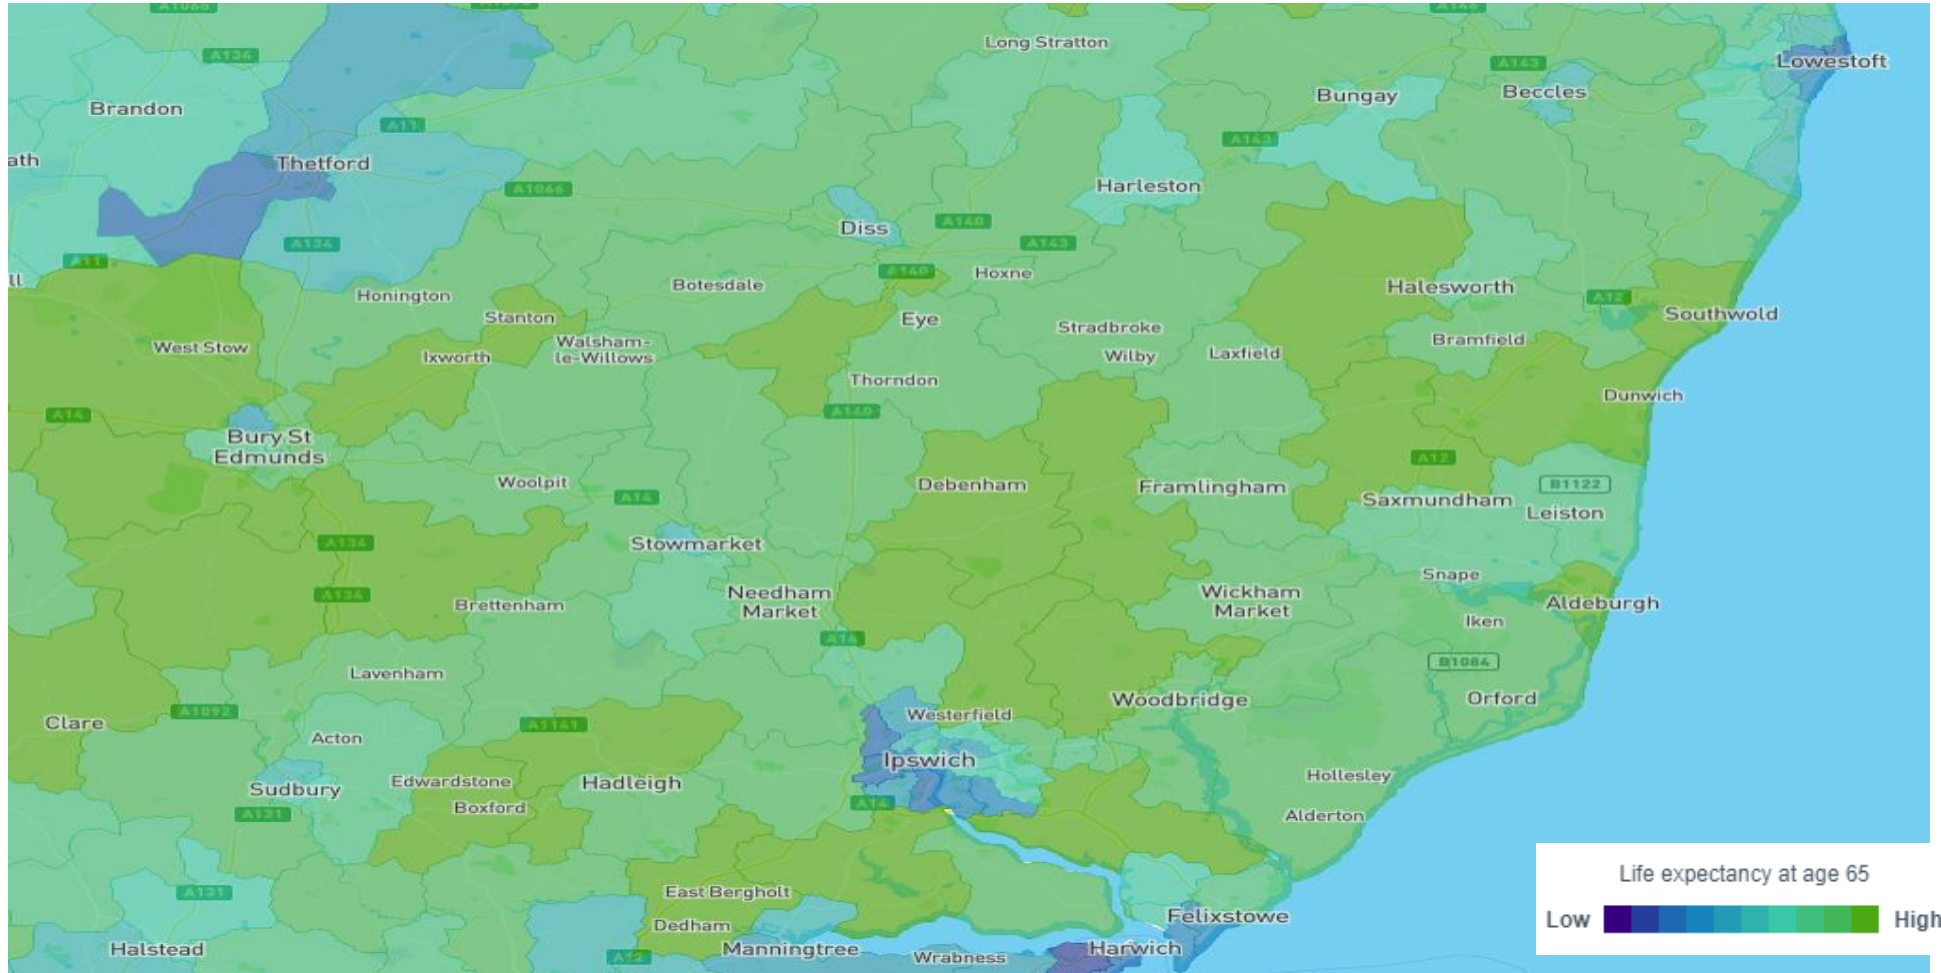 A1065
A146
A134
Long Stratton
A143
Lowestoft
Brandon
A11
Bungay
Beccles
ath
Thetford
A143
A1066
Harleston
Diss
A140
A134
A143
A11
A140
Hoxne
ll
Honington
Botesdale
Halesworth
A12
Stanton
Eye
Stradbroke
Southwold
West Stow
Ixworth
Walsham-
le-Willows
Wilby
Laxfield
Bramfield
Thorndon
Dunwich
A14
A140
Bury St
Edmunds
A12
Woolpit
A14
Debenham
Framlingham
Saxmundham
B1122
Leiston
A134
Stowmarket
Snape
A134
Brettenham
Needham
Market
Wickham
Market
Aldeburgh
Iken
A14
Lavenham
B1084
Woodbridge
Orford
Clare
A1092
A1141
Westerfield
Acton
Ipswich
Sudbury
Edwardstone
Hadleigh
Hollesley
Boxford
A14
A131
Alderton
A131
East Bergholt
Life expectancy at age 65
Low
High
Dedham
Felixstowe
Halstead
A12
Manningtree
Wrabness
Harwich